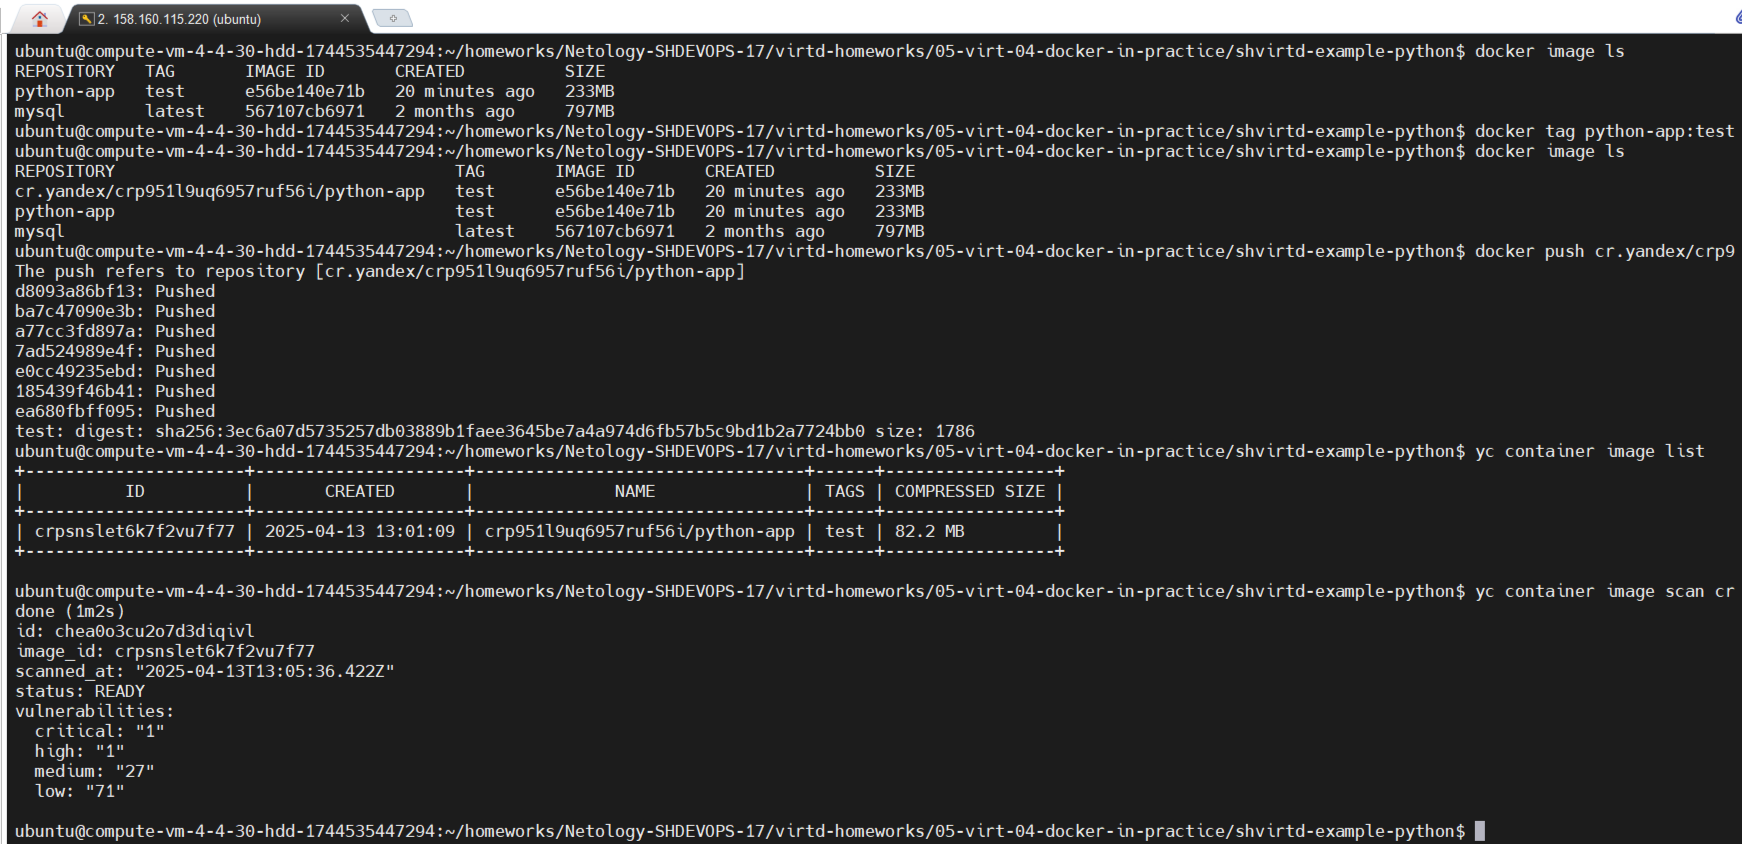 2. 158.160.115.220 (ubuntu)
ubuntu@compute-vm-4-4-30-hdd-1744535447294:~/homeworks/Netology-SHDEVOPS-17/virtd-homeworks/05-virt-04-docker-in-practice/shvirtd-example-python$ docker image ls
REPOSITORY   TAG       IMAGE ID       CREATED          SIZE
python-app   test      e56be140e71b   20 minutes ago   233MB
mysql        latest    567107cb6971   2 months ago     797MB
ubuntu@compute-vm-4-4-30-hdd-1744535447294:~/homeworks/Netology-SHDEVOPS-17/virtd-homeworks/05-virt-04-docker-in-practice/shvirtd-example-python$ docker tag python-app:test
ubuntu@compute-vm-4-4-30-hdd-1744535447294:~/homeworks/Netology-SHDEVOPS-17/virtd-homeworks/05-virt-04-docker-in-practice/shvirtd-example-python$ docker image ls
REPOSITORY                                  TAG       IMAGE ID       CREATED          SIZE
cr.yandex/crp951l9uq6957ruf56i/python-app   test      e56be140e71b   20 minutes ago   233MB
python-app                                  test      e56be140e71b   20 minutes ago   233MB
mysql                                       latest    567107cb6971   2 months ago     797MB
ubuntu@compute-vm-4-4-30-hdd-1744535447294:~/homeworks/Netology-SHDEVOPS-17/virtd-homeworks/05-virt-04-docker-in-practice/shvirtd-example-python$ docker push cr.yandex/crp9
The push refers to repository [cr.yandex/crp951l9uq6957ruf56i/python-app]
d8093a86bf13: Pushed
ba7c47090e3b: Pushed
a77cc3fd897a: Pushed
7ad524989e4f: Pushed
e0cc49235ebd: Pushed
185439f46b41: Pushed
ea680fbff095: Pushed
test: digest: sha256:3ec6a07d5735257db03889b1faee3645be7a4a974d6fb57b5c9bd1b2a7724bb0 size: 1786
ubuntu@compute-vm-4-4-30-hdd-1744535447294:~/homeworks/Netology-SHDEVOPS-17/virtd-homeworks/05-virt-04-docker-in-practice/shvirtd-example-python$ yc container image list
+----------------------+---------------------+---------------------------------+------+-----------------+
|          ID          |       CREATED       |              NAME               | TAGS | COMPRESSED SIZE |
+----------------------+---------------------+---------------------------------+------+-----------------+
| crpsnslet6k7f2vu7f77 | 2025-04-13 13:01:09 | crp951l9uq6957ruf56i/python-app | test | 82.2 MB         |
+----------------------+---------------------+---------------------------------+------+-----------------+
ubuntu@compute-vm-4-4-30-hdd-1744535447294:~/homeworks/Netology-SHDEVOPS-17/virtd-homeworks/05-virt-04-docker-in-practice/shvirtd-example-python$ yc container image scan cr
done (1m2s)
id: chea0o3cu2o7d3diqivl
image_id: crpsnslet6k7f2vu7f77
scanned_at: "2025-04-13T13:05:36.422Z"
status: READY
vulnerabilities:
  critical: "1"
  high: "1"
  medium: "27"
  low: "71"
ubuntu@compute-vm-4-4-30-hdd-1744535447294:~/homeworks/Netology-SHDEVOPS-17/virtd-homeworks/05-virt-04-docker-in-practice/shvirtd-example-python$